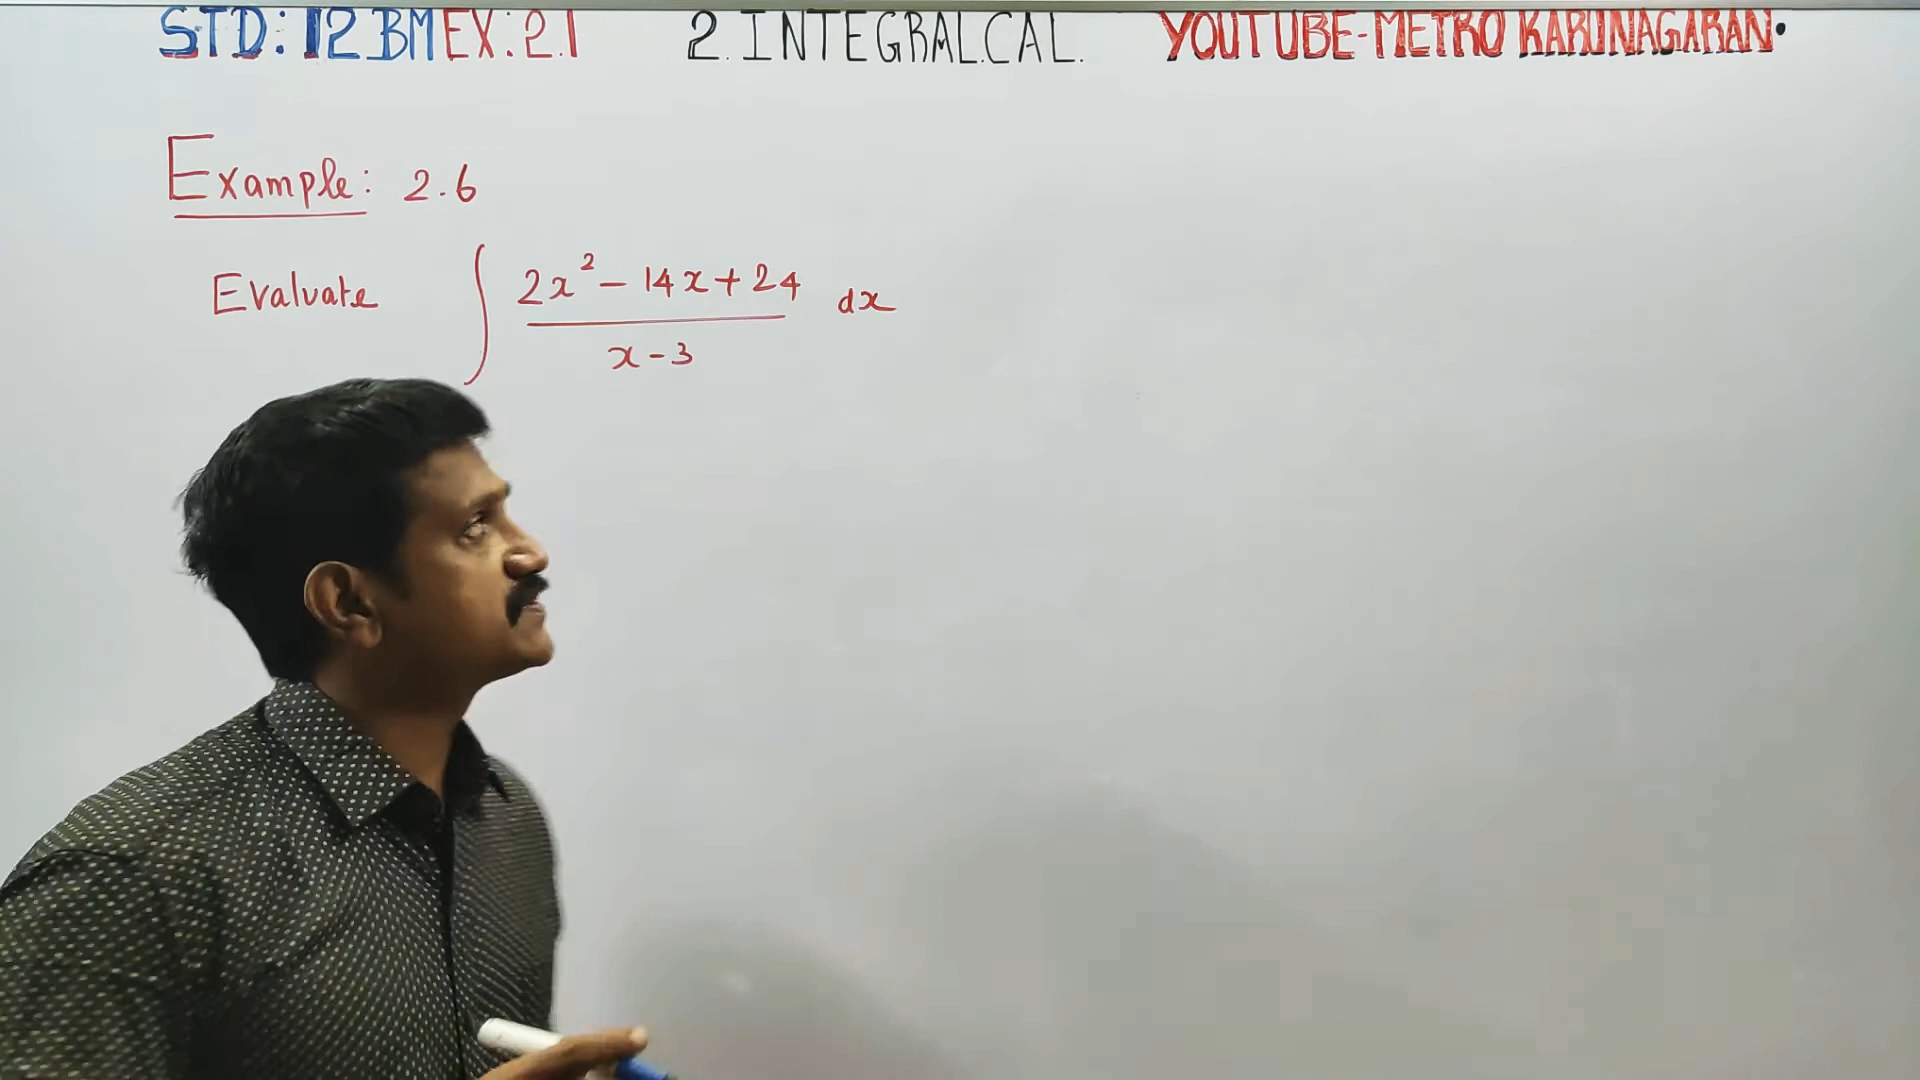 STD: 12 BM EX: 2.1 2. INTEGRAL.CAL. YOUTUBE-METRO KARUNAGARAN.
Example: 2.6
Evaluate ∫ (2x² - 14x + 24)/(x - 3) dx